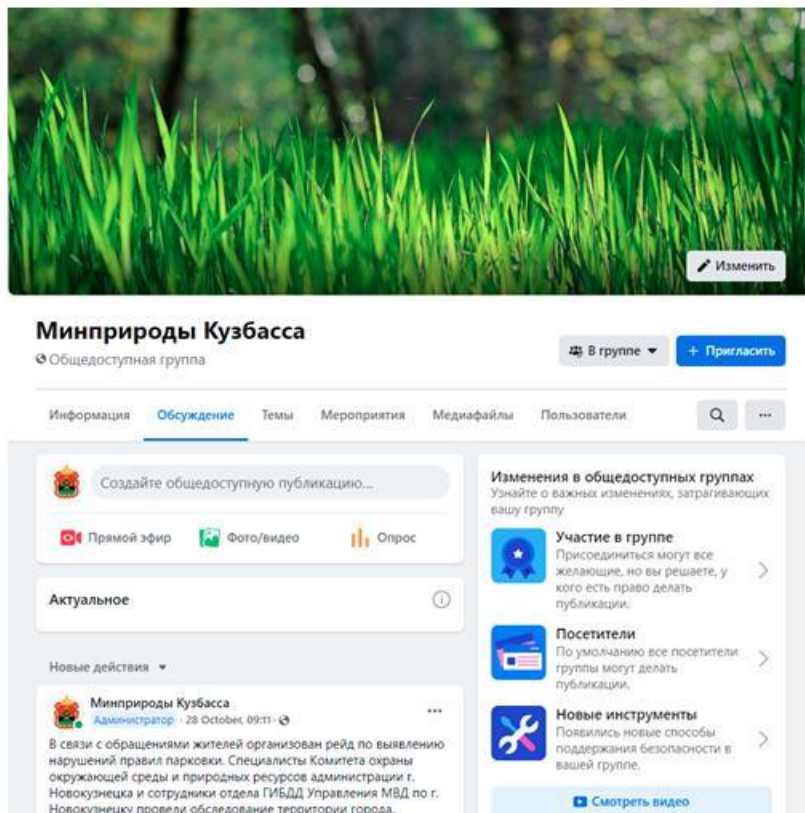 Изменить
Минприроды Кузбасса
Общедоступная группа
В группе
+ Пригласить
Информация
Обсуждение
Темы
Мероприятия
Медиафайлы
Пользователи
Создайте общедоступную публикацию...
Прямой эфир
Фото/видео
Опрос
Актуальное
Новые действия
Минприроды Кузбасса
Администратор · 28 October, 09:11 ·
В связи с обращениями жителей организован рейд по выявлению
нарушений правил парковки. Специалисты Комитета охраны
окружающей среды и природных ресурсов администрации г.
Новокузнецка и сотрудники отдела ГИБДД Управления МВД по г.
Новокузнецку провели обследование территории города.
Изменения в общедоступных группах
Узнайте о важных изменениях, затрагивающих
вашу группу
Участие в группе
Присоединиться могут все
желающие, но вы решаете, у
кого есть право делать
публикации.
Посетители
По умолчанию все посетители
группы могут делать
публикации.
Новые инструменты
Появились новые способы
поддержания безопасности в
вашей группе.
Смотреть видео